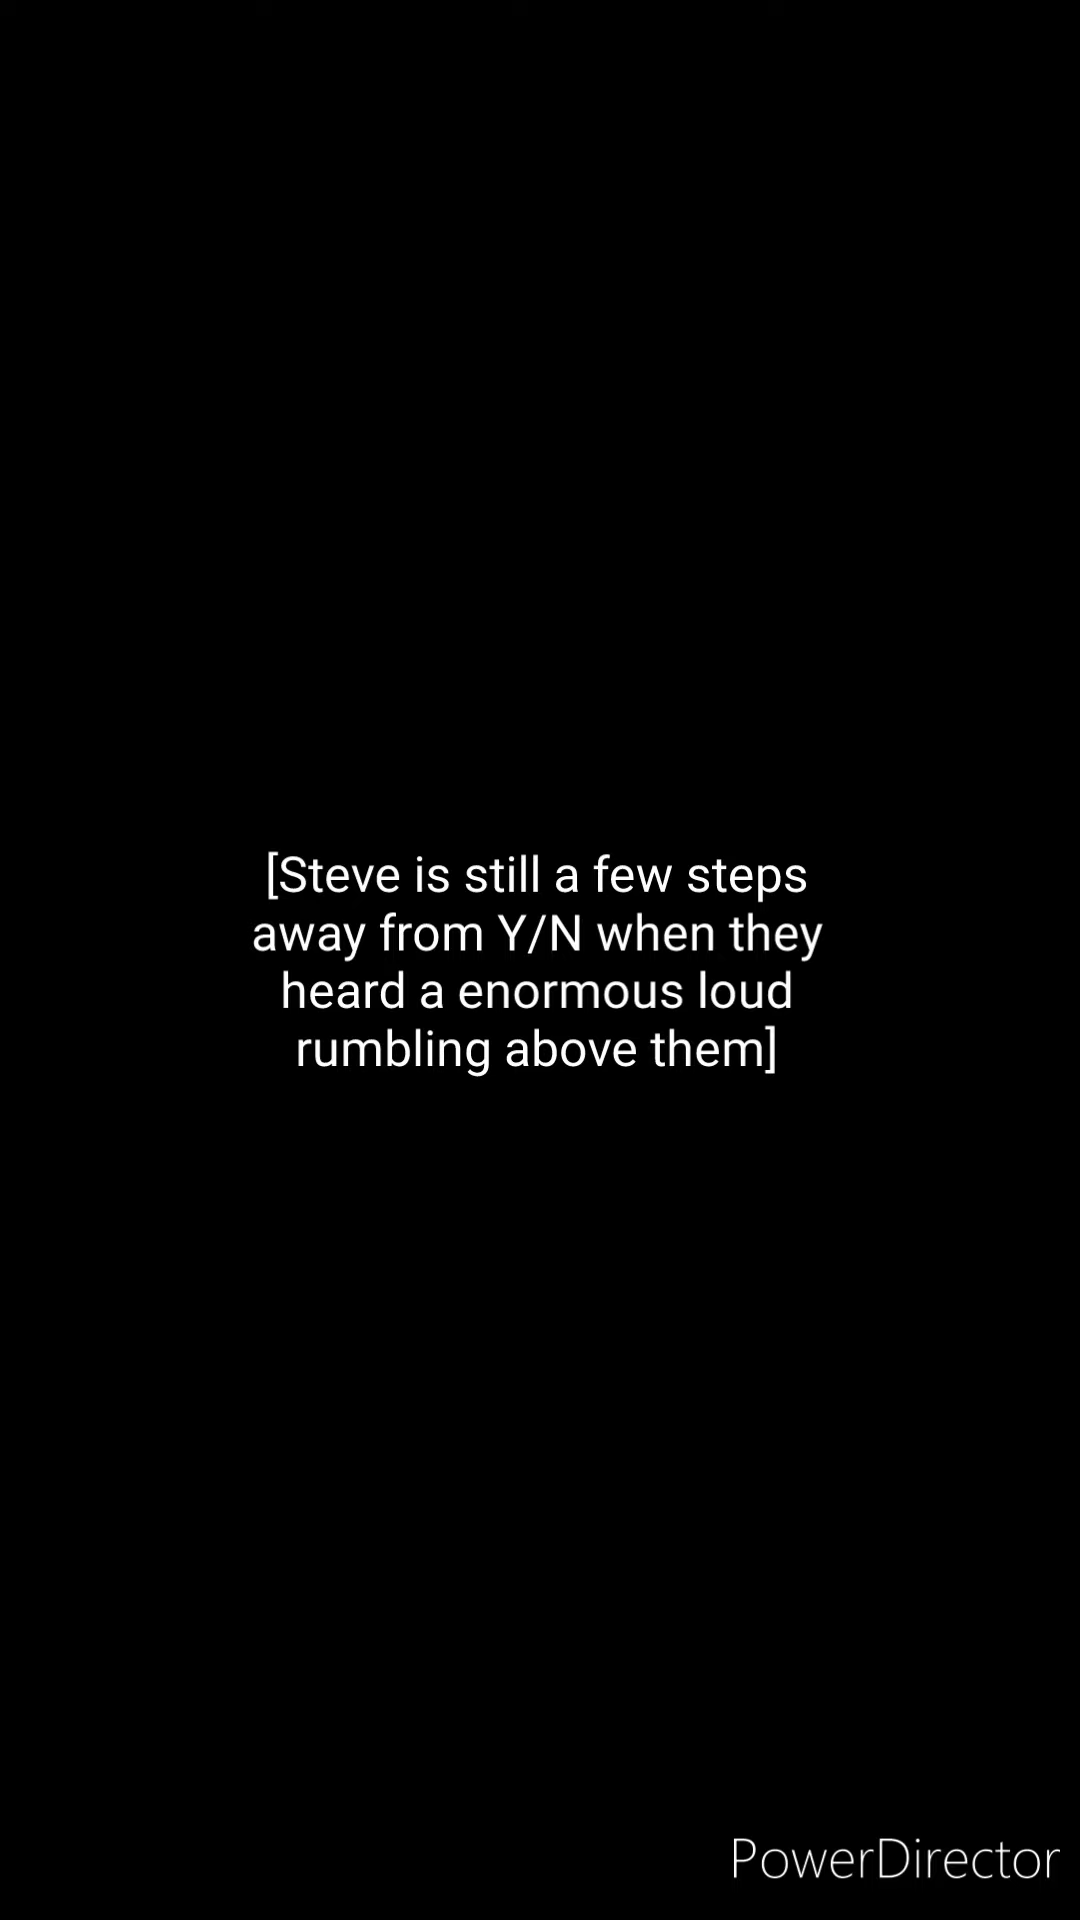 [Steve is still a few steps
away from Y/N when they
heard a enormous loud
rumbling above them]
PowerDirector